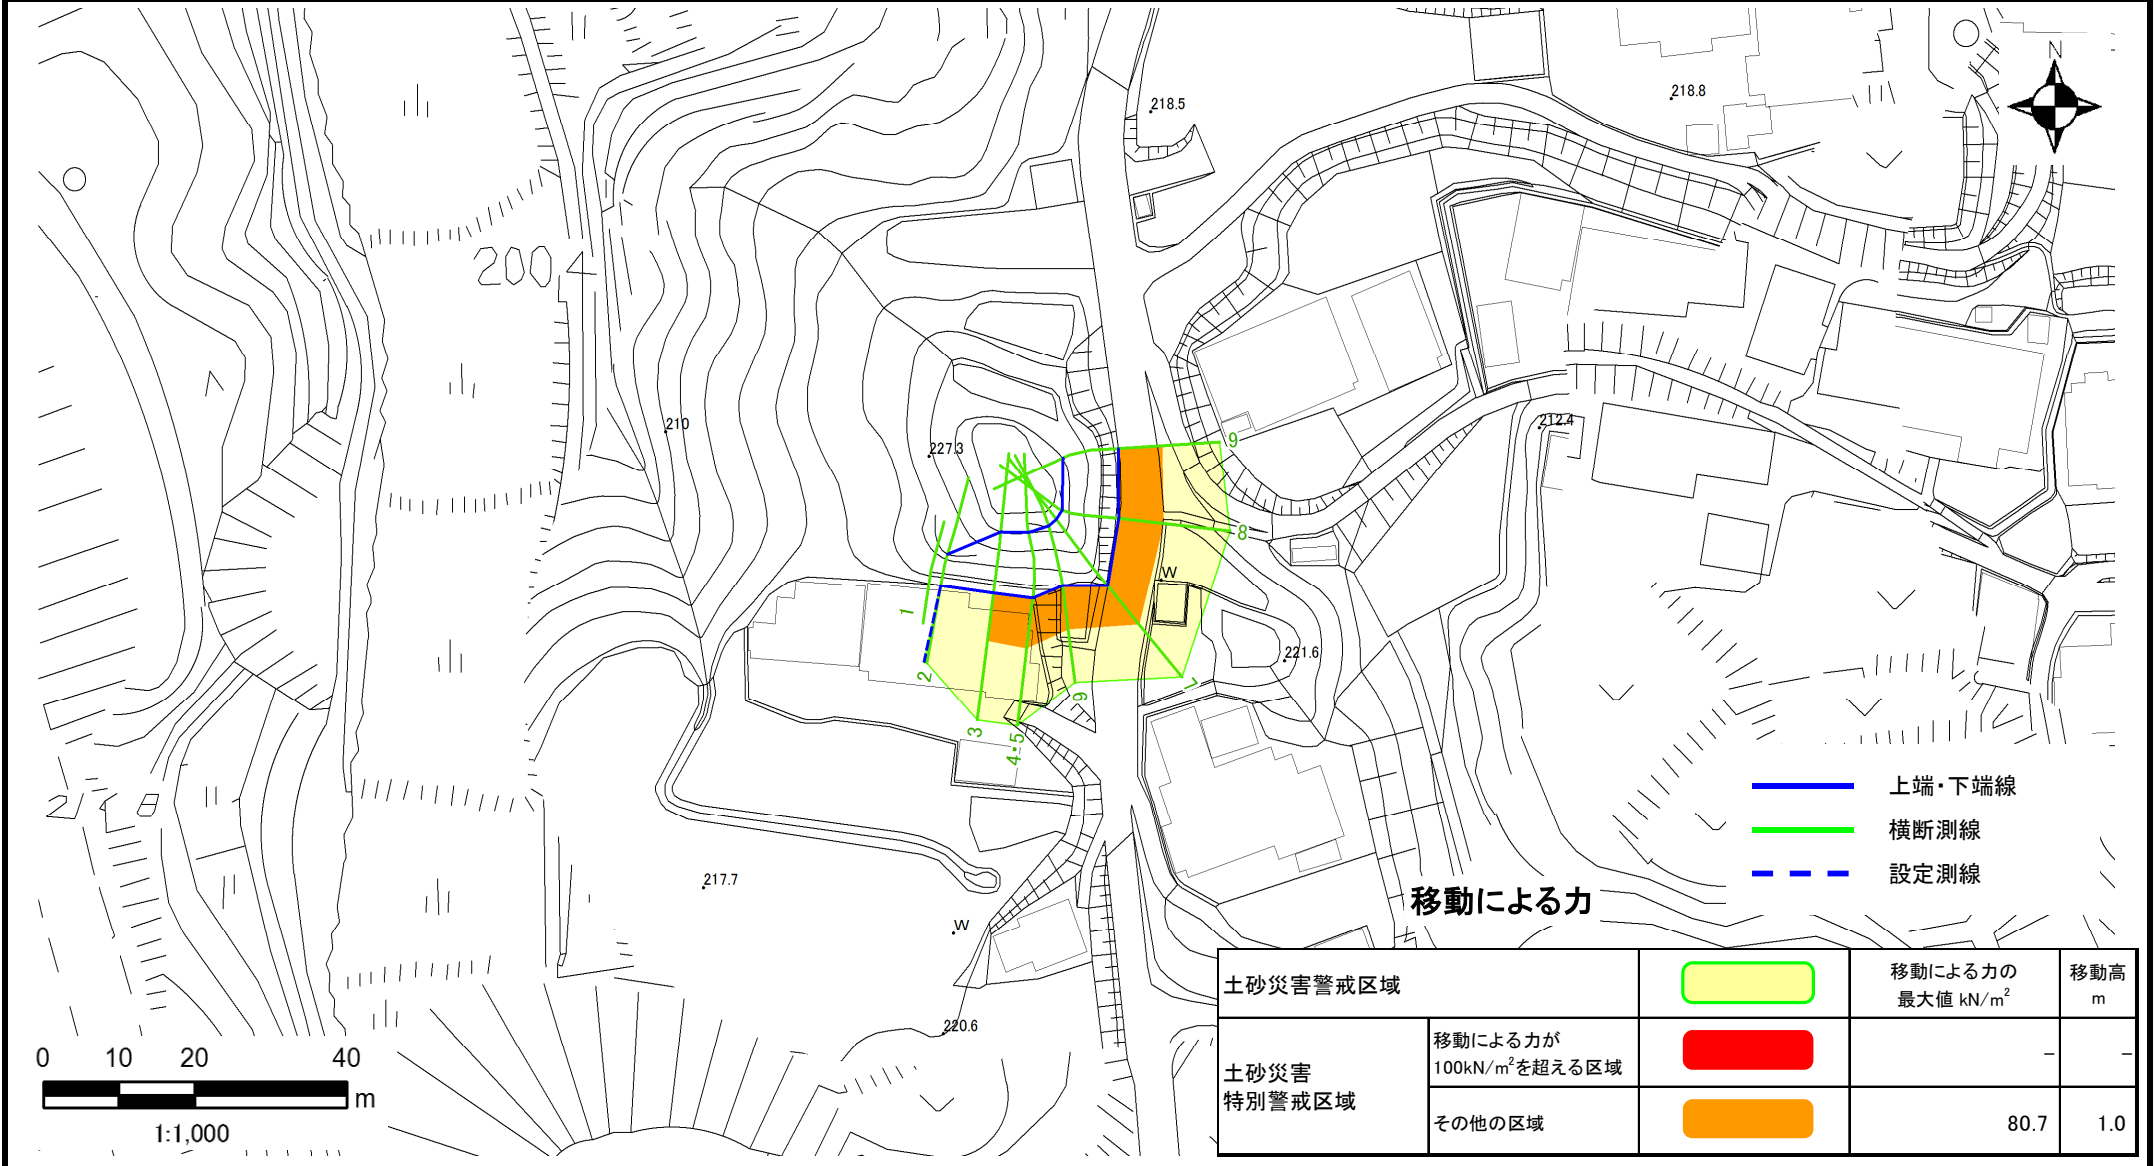 N
218.5
218.8
200
210
227.3
212.4
9
8
W
1
2
3
4・5
6
7
221.6
上端・下端線
横断測線
設定測線
217.7
W
220.6
移動による力
土砂災害警戒区域
移動による力の
最大値 kN/m²
移動高
m
土砂災害
特別警戒区域
移動による力が
100kN/m²を超える区域
-
-
その他の区域
80.7
1.0
0 10 20 40
m
1:1,000